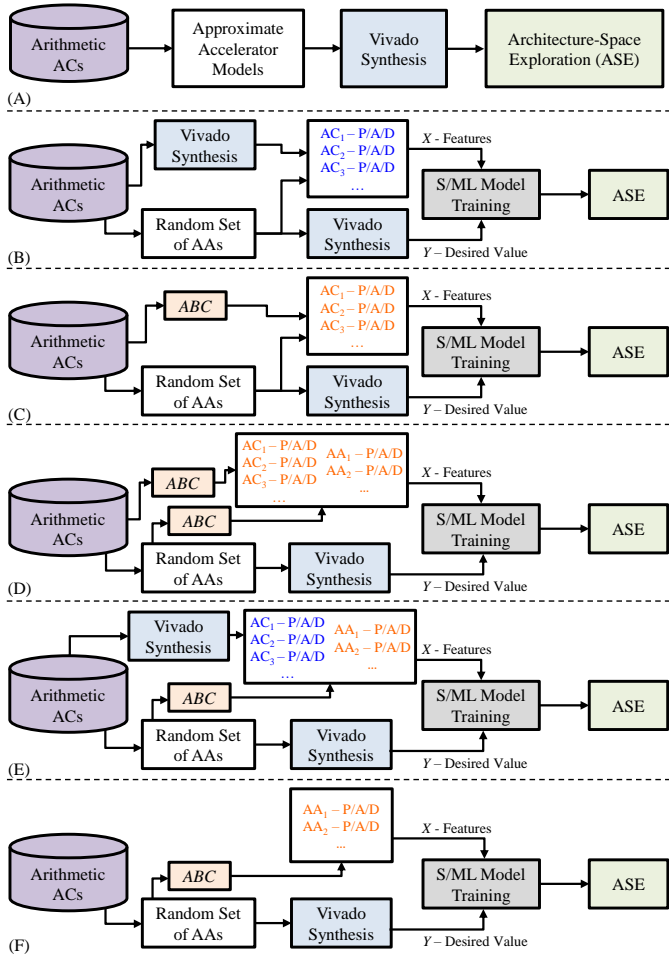 Arithmetic
ACs
Approximate
Accelerator
Models
Vivado
Synthesis
Architecture-Space
Exploration (ASE)
(A)
Arithmetic
ACs
Vivado
Synthesis
Random Set
of AAs
AC1 – P/A/D
AC2 – P/A/D
AC3 – P/A/D
...
Vivado
Synthesis
X - Features
Y – Desired Value
S/ML Model
Training
ASE
(B)
Arithmetic
ACs
ABC
Random Set
of AAs
AC1 – P/A/D
AC2 – P/A/D
AC3 – P/A/D
...
Vivado
Synthesis
X - Features
Y – Desired Value
S/ML Model
Training
ASE
(C)
Arithmetic
ACs
ABC
ABC
Random Set
of AAs
AC1 – P/A/D
AC2 – P/A/D
AC3 – P/A/D
...
AA1 – P/A/D
AA2 – P/A/D
...
Vivado
Synthesis
X - Features
Y – Desired Value
S/ML Model
Training
ASE
(D)
Arithmetic
ACs
Vivado
Synthesis
ABC
Random Set
of AAs
AC1 – P/A/D
AC2 – P/A/D
AC3 – P/A/D
...
AA1 – P/A/D
AA2 – P/A/D
...
Vivado
Synthesis
X - Features
Y – Desired Value
S/ML Model
Training
ASE
(E)
Arithmetic
ACs
ABC
Random Set
of AAs
AA1 – P/A/D
AA2 – P/A/D
...
Vivado
Synthesis
X - Features
Y – Desired Value
S/ML Model
Training
ASE
(F)